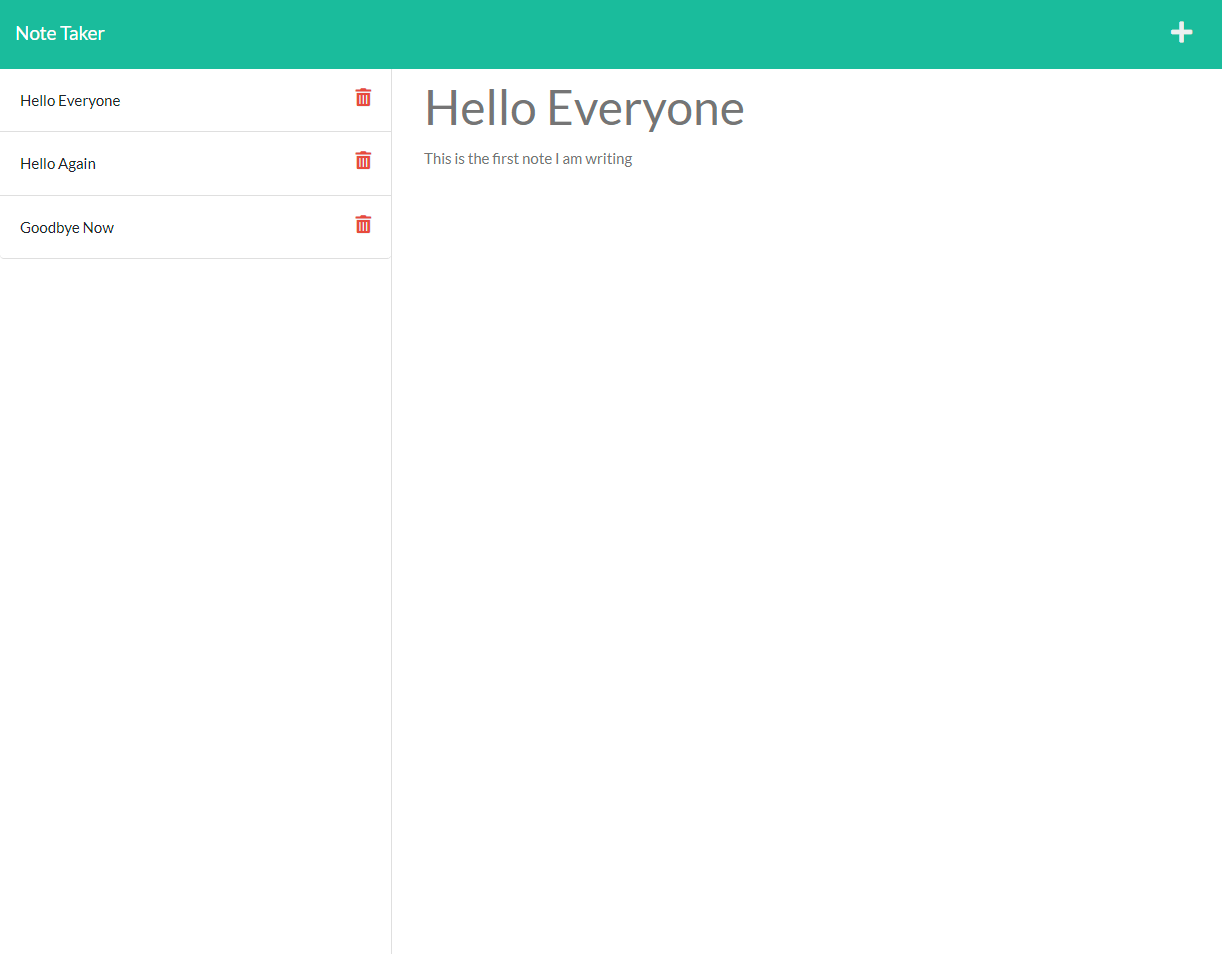 Note Taker
Hello Everyone
Hello Again
Goodbye Now
Hello Everyone
This is the first note I am writing